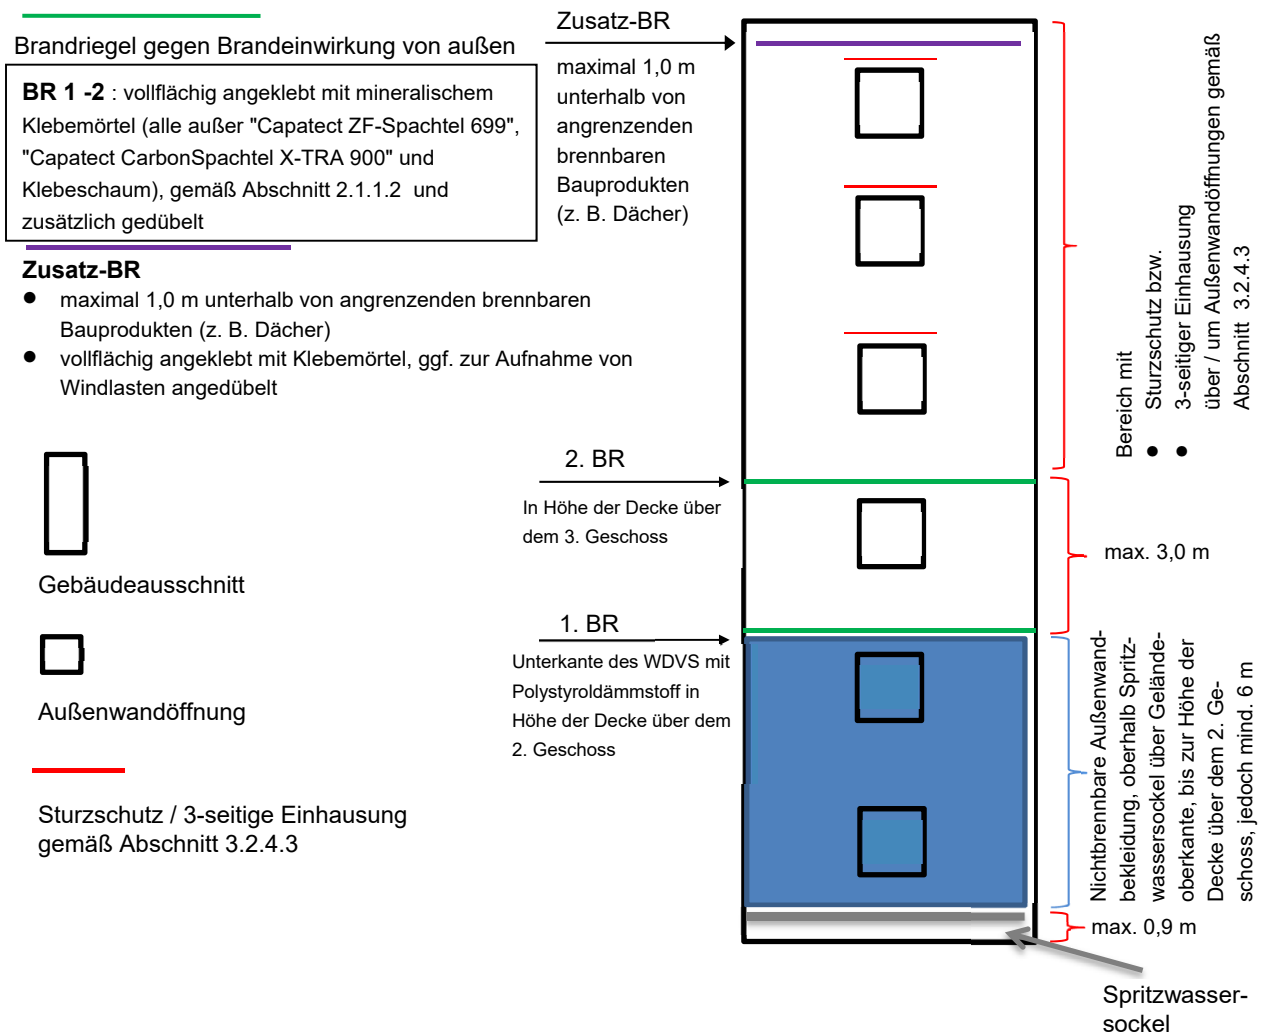 Brandriegel gegen Brandeinwirkung von außen
BR 1 -2 : vollflächig angeklebt mit mineralischem
Klebemörtel (alle außer "Capatect ZF-Spachtel 699",
"Capatect CarbonSpachtel X-TRA 900" und
Klebeschaum), gemäß Abschnitt 2.1.1.2 und
zusätzlich gedübelt
Zusatz-BR
● maximal 1,0 m unterhalb von angrenzenden brennbaren
Bauprodukten (z. B. Dächer)
● vollflächig angeklebt mit Klebemörtel, ggf. zur Aufnahme von
Windlasten angedübelt
Gebäudeausschnitt
Außenwandöffnung
Sturzschutz / 3-seitige Einhausung
gemäß Abschnitt 3.2.4.3
Zusatz-BR
maximal 1,0 m
unterhalb von
angrenzenden
brennbaren
Bauprodukten
(z. B. Dächer)
2. BR
In Höhe der Decke über
dem 3. Geschoss
1. BR
Unterkante des WDVS mit
Polystyroldämmstoff in
Höhe der Decke über dem
2. Geschoss
Bereich mit
● Sturzschutz bzw.
● 3-seitiger Einhausung
über / um Außenwandöffnungen gemäß
Abschnitt 3.2.4.3
max. 3,0 m
Nichtbrennbare Außenwand-
bekleidung, oberhalb Spritz-
wassersockel über Gelände-
oberkante, bis zur Höhe der
Decke über dem 2. Ge-
schoss, jedoch mind. 6 m
max. 0,9 m
Spritzwasser-
sockel